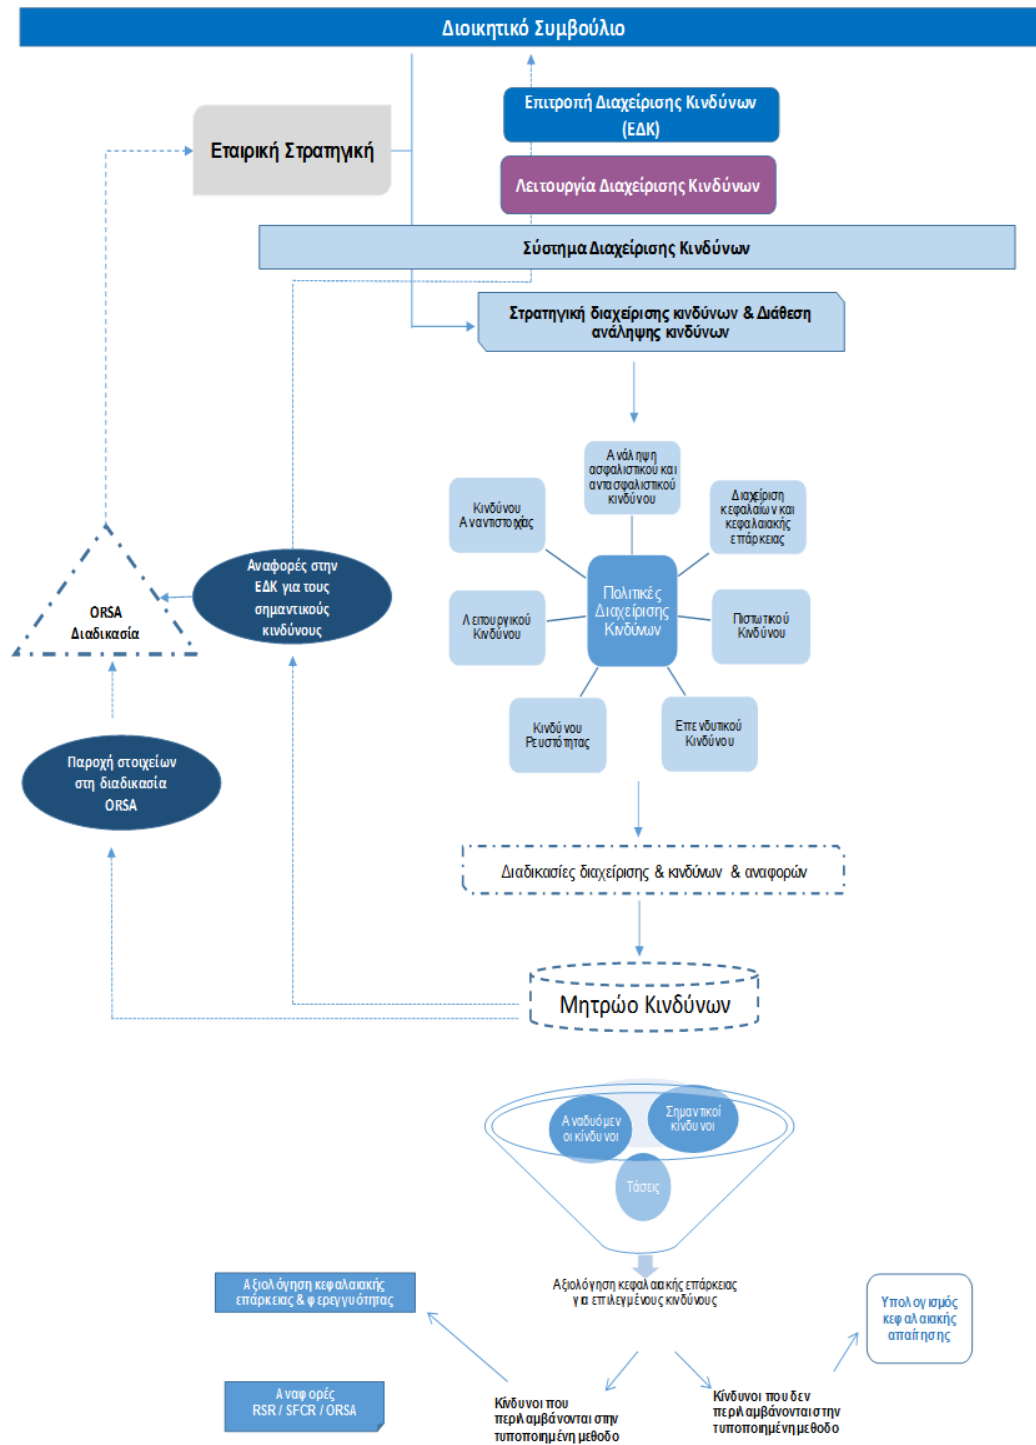 Διοικητικό Συμβούλιο
Επιτροπή Διαχείρισης Κινδύνων
(ΕΔΚ)
Εταιρική Στρατηγική
Λειτουργία Διαχείρισης Κινδύνων
Σύστημα Διαχείρισης Κινδύνων
Στρατηγική διαχείρισης κινδύνων & Διάθεση
ανάληψης κινδύνων
Ανάληψη
ασφαλιστικού και
αντασφαλιστικού
κινδύνου
Κινδύνου
Αναντιστοιχίας
Διαχείριση
κεφαλαίων και
κεφαλαιακής
επάρκειας
Πολιτικές
Διαχείρισης
Κινδύνων
Λειτουργικού
Κινδύνου
Πιστωτικού
Κινδύνου
Κινδύνου
Ρευστότητας
Επενδυτικού
Κινδύνου
Αναφορές στην
ΕΔΚ για τους
σημαντικούς
κινδύνους
ORSA
Διαδικασία
Παροχή στοιχείων
στη διαδικασία
ORSA
Διαδικασίες διαχείρισης & κινδύνων & αναφορών
Μητρώο Κινδύνων
Αναδυόμεν
οι κίνδυνοι
Σημαντικοί
κίνδυνοι
Τάσεις
Αξιολόγηση κεφαλαιακής επάρκειας
για επιλεγμένους κινδύνους
Αξιολόγηση κεφαλαιακής
επάρκειας & φερεγγυότητας
Υπολογισμός
κεφαλαιακής
απαίτησης
Αναφορές
RSR / SFCR / ORSA
Κίνδυνοι που
περιλαμβάνονται στην
τυποποιημένη μεθοδο
Κίνδυνοι που δεν
περιλαμβάνονται στην
τυποποιημένη μεθοδο